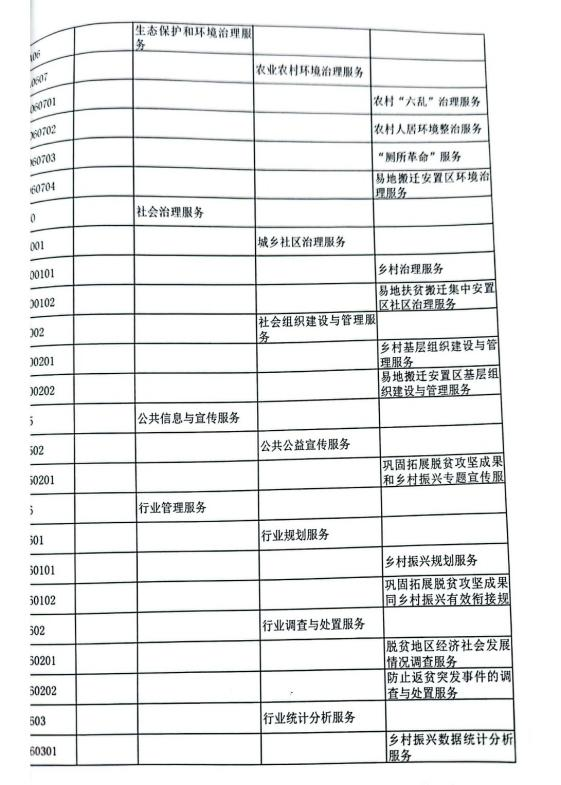 A06
生态保护和环境治理服
务
0607
农业农村环境治理服务
060701
农村“六乱”治理服务
060702
农村人居环境整治服务
060703
“厕所革命”服务
060704
易地搬迁安置区环境治
理服务
0
社会治理服务
001
城乡社区治理服务
00101
乡村治理服务
00102
易地扶贫搬迁集中安置
区社区治理服务
002
社会组织建设与管理服
务
00201
乡村基层组织建设与管
理服务
00202
易地搬迁安置区基层组
织建设与管理服务
5
公共信息与宣传服务
502
公共公益宣传服务
60201
巩固拓展脱贫攻坚成果
和乡村振兴专题宣传服
6
行业管理服务
601
行业规划服务
60101
乡村振兴规划服务
60102
巩固拓展脱贫攻坚成果
同乡村振兴有效衔接规
602
行业调查与处置服务
60201
脱贫地区经济社会发展
情况调查服务
60202
防止返贫突发事件的调
查与处置服务
603
行业统计分析服务
60301
乡村振兴数据统计分析
服务